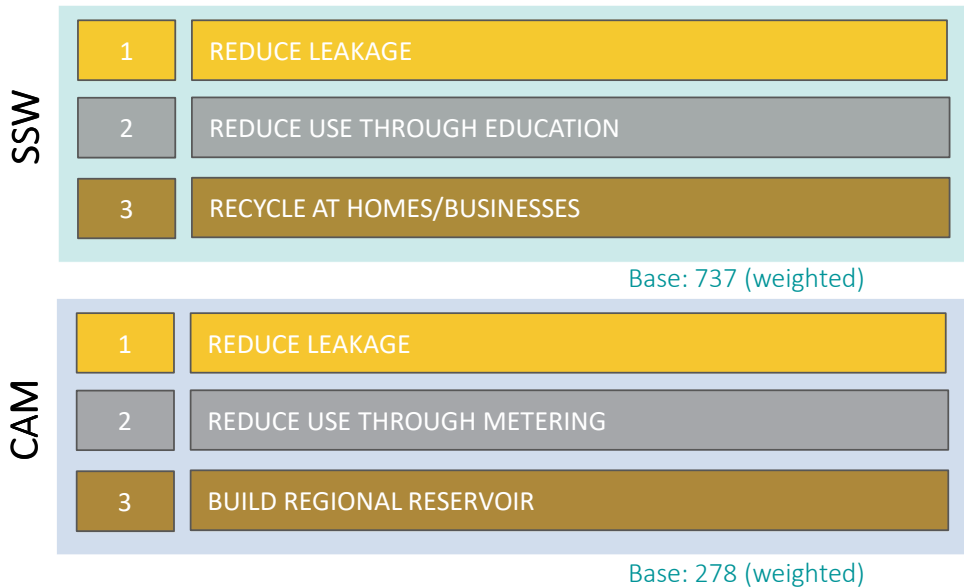 SSW
1 REDUCE LEAKAGE
2 REDUCE USE THROUGH EDUCATION
3 RECYCLE AT HOMES/BUSINESSES
Base: 737 (weighted)
CAM
1 REDUCE LEAKAGE
2 REDUCE USE THROUGH METERING
3 BUILD REGIONAL RESERVOIR
Base: 278 (weighted)